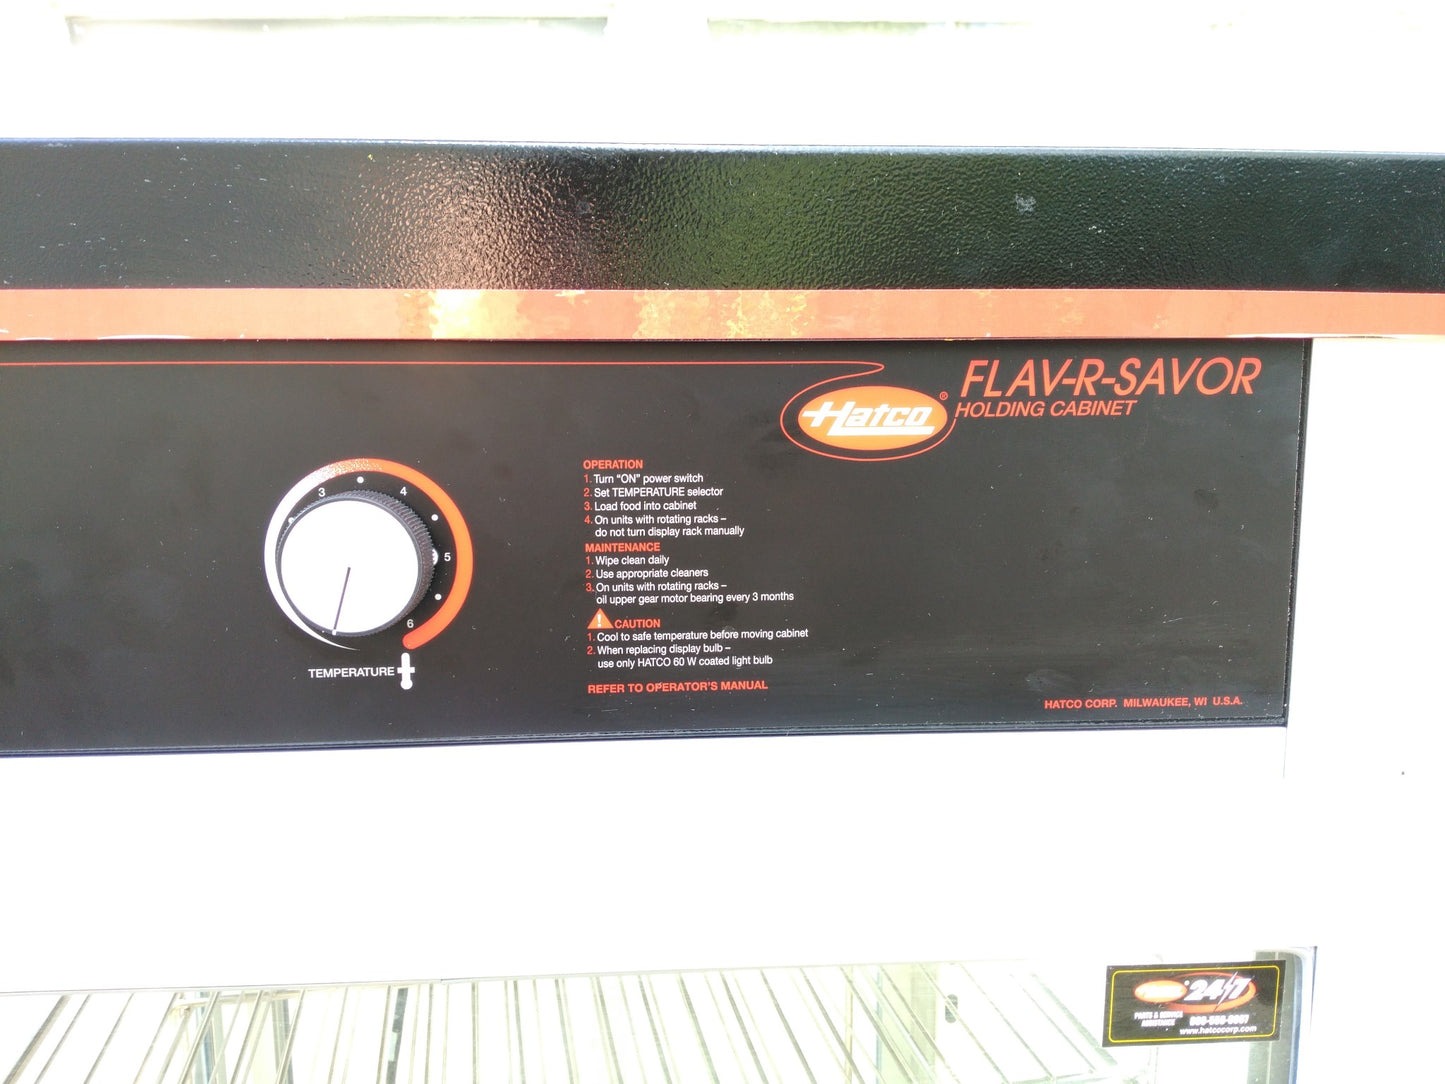 FLAV-R-SAVOR
Hatco®
HOLDING CABINET
OPERATION
1. Turn “ON” power switch
2. Set TEMPERATURE selector
3. Load food into cabinet
4. On units with rotating racks –
do not turn display rack manually
MAINTENANCE
1. Wipe clean daily
2. Use appropriate cleaners
3. On units with rotating racks –
oil upper gear motor bearing every 3 months
! CAUTION
1. Cool to safe temperature before moving cabinet
2. When replacing display bulb –
use only HATCO 60 W coated light bulb
REFER TO OPERATOR'S MANUAL
3
4
5
6
TEMPERATURE
HATCO CORP. MILWAUKEE, WI U.S.A.
24/7
PARTS & SERVICE
ASSISTANCE
www.hatcocorp.com